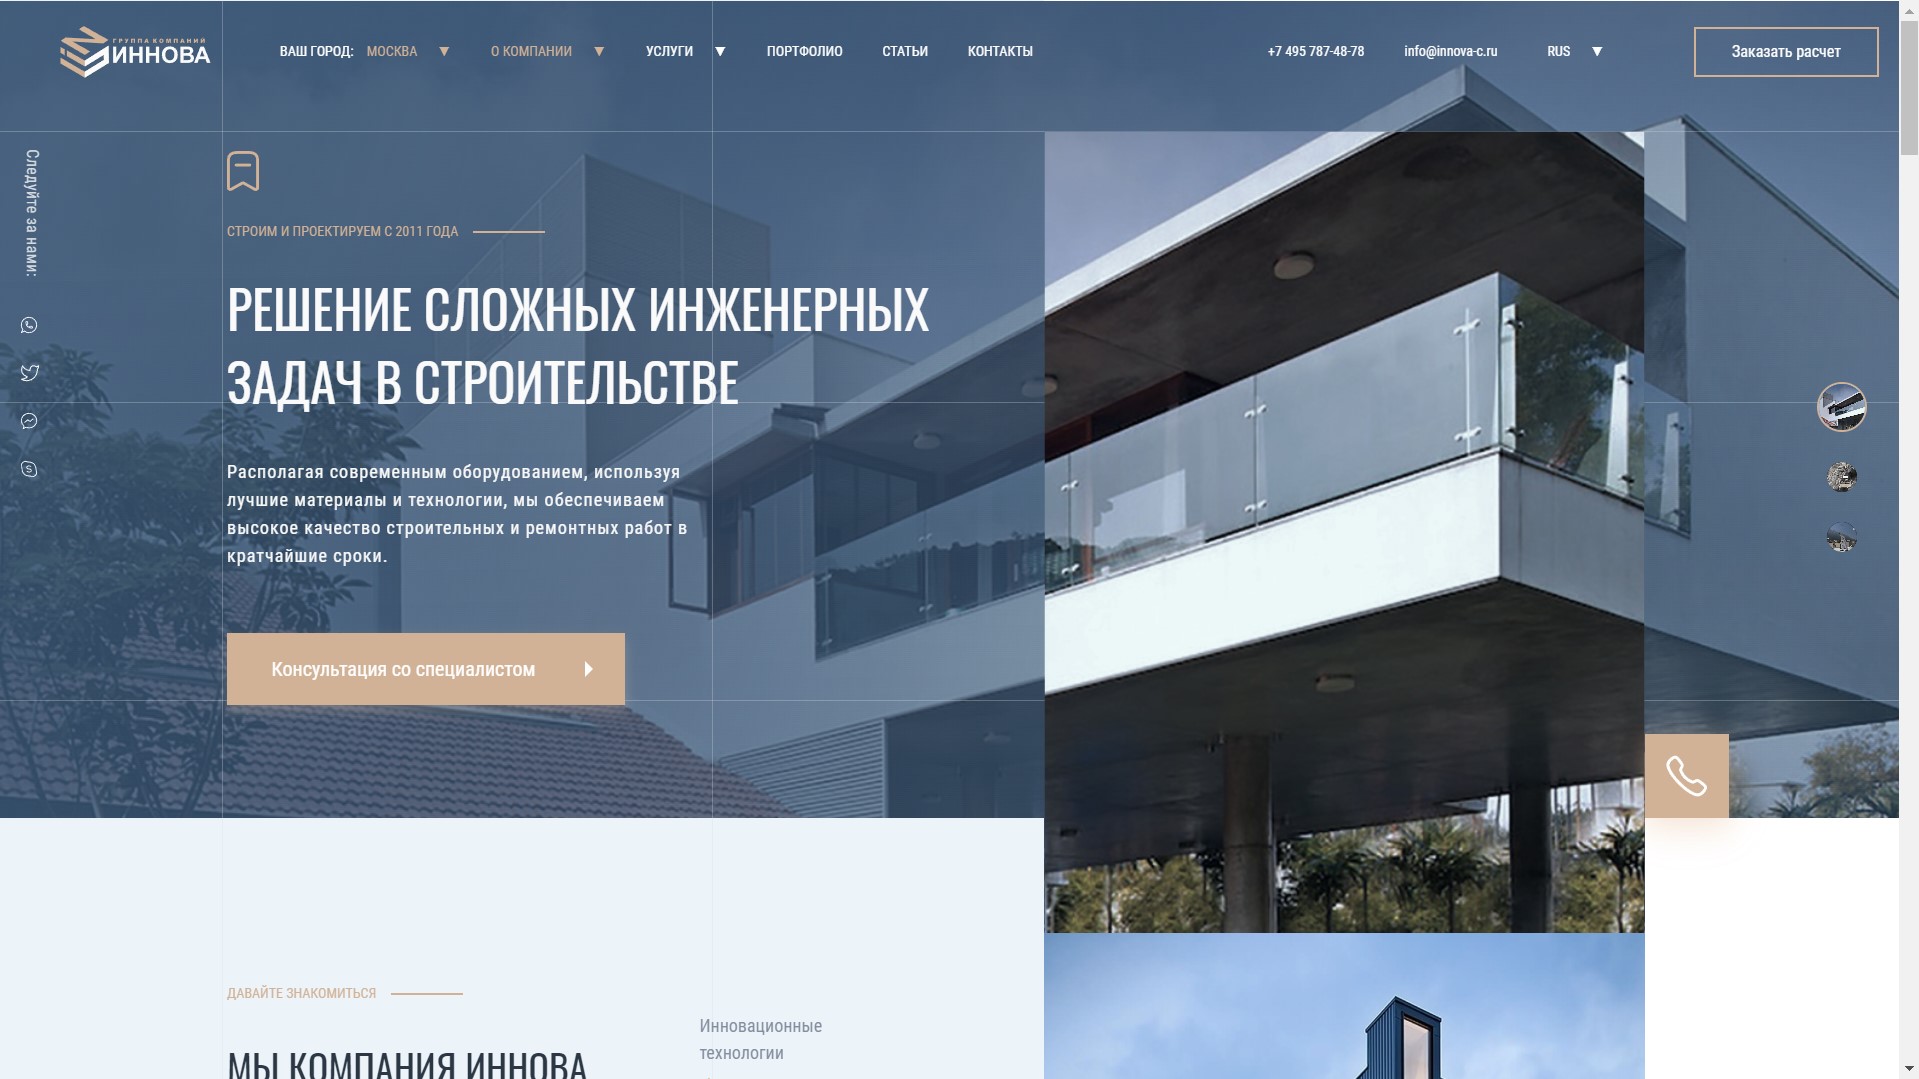 ГРУППА КОМПАНИЙ
ИННОВА
ВАШ ГОРОД: МОСКВА
О КОМПАНИИ
УСЛУГИ
ПОРТФОЛИО
СТАТЬИ
КОНТАКТЫ
+7 495 787-48-78
info@innova-c.ru
RUS
Заказать расчет
Следуйте за нами:
СТРОИМ И ПРОЕКТИРУЕМ С 2011 ГОДА
РЕШЕНИЕ СЛОЖНЫХ ИНЖЕНЕРНЫХ
ЗАДАЧ В СТРОИТЕЛЬСТВЕ
Располагая современным оборудованием, используя
лучшие материалы и технологии, мы обеспечиваем
высокое качество строительных и ремонтных работ в
кратчайшие сроки.
Консультация со специалистом
ДАВАЙТЕ ЗНАКОМИТЬСЯ
МЫ КОМПАНИЯ ИННОВА
Инновационные
технологии